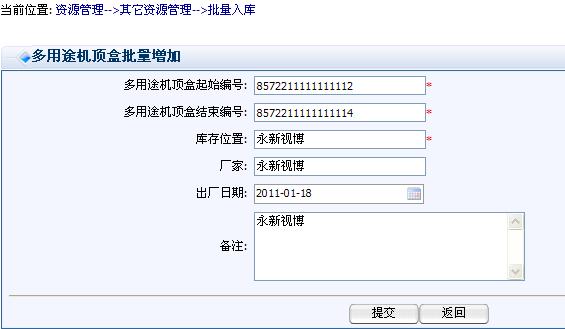 当前位置: 资源管理-->其它资源管理-->批量入库
多用途机顶盒批量增加
多用途机顶盒起始编号: 8572211111111112 *
多用途机顶盒结束编号: 8572211111111114 *
库存位置: 永新视博 *
厂家: 永新视博
出厂日期: 2011-01-18
备注: 永新视博
提交 返回